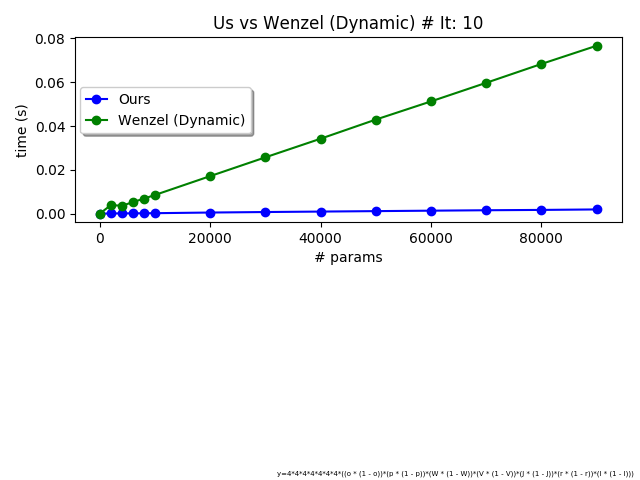 Us vs Wenzel (Dynamic) # It: 10
0.08
0.06
0.04
0.02
0.00
time (s)
Ours
Wenzel (Dynamic)
0
20000
40000
60000
80000
# params
y=4*4*4*4*4*4*4*((o * (1 - o))*(p * (1 - p))*(W * (1 - W))*(V * (1 - V))*(J * (1 - J))*(r * (1 - r))*(l * (1 - l)))